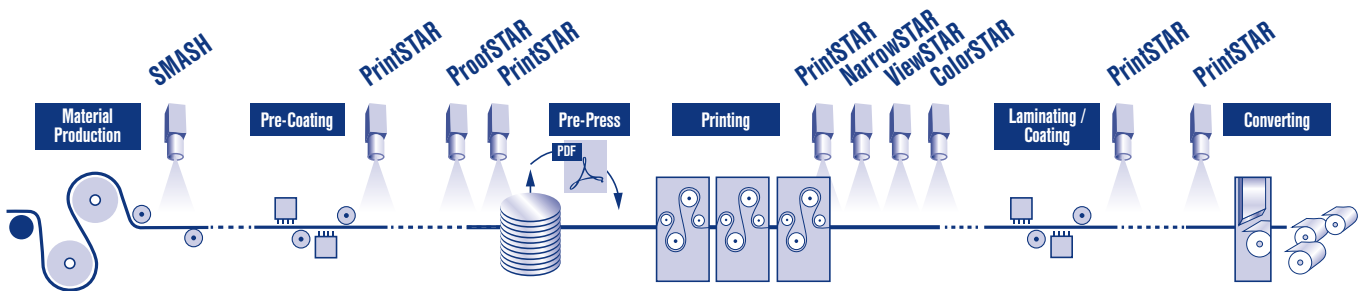 SMASH
PrintSTAR
ProofSTAR
PrintSTAR
PrintSTAR
NarrowSTAR
ViewSTAR
ColorSTAR
PrintSTAR
PrintSTAR
Material
Production
Pre-Coating
Pre-Press
Printing
Laminating /
Coating
Converting
PDF